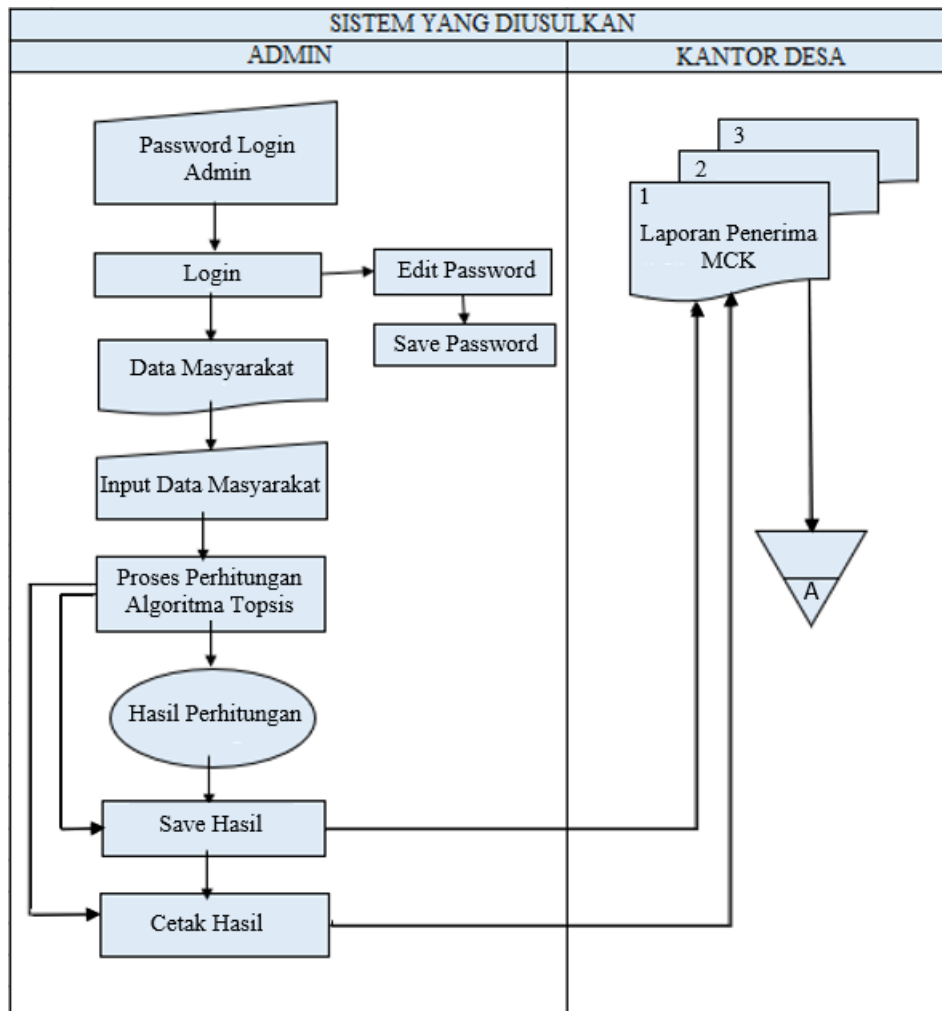 SISTEM YANG DIUSULKAN
ADMIN
KANTOR DESA
Password Login
Admin
Login
Edit Password
Save Password
Data Masyarakat
Input Data Masyarakat
Proses Perhitungan
Algoritma Topsis
Hasil Perhitungan
Save Hasil
Cetak Hasil
3
2
1
Laporan Penerima
MCK
A